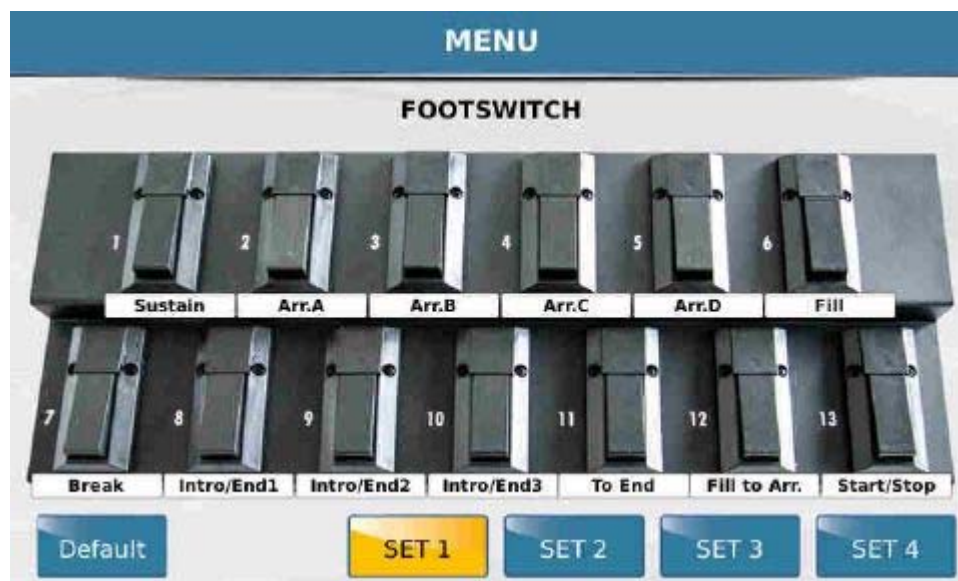 MENU
FOOTSWITCH
1 2 3 4 5 6
Sustain Arr.A Arr.B Arr.C Arr.D Fill
7 8 9 10 11 12 13
Break Intro/End1 Intro/End2 Intro/End3 To End Fill to Arr. Start/Stop
Default SET 1 SET 2 SET 3 SET 4